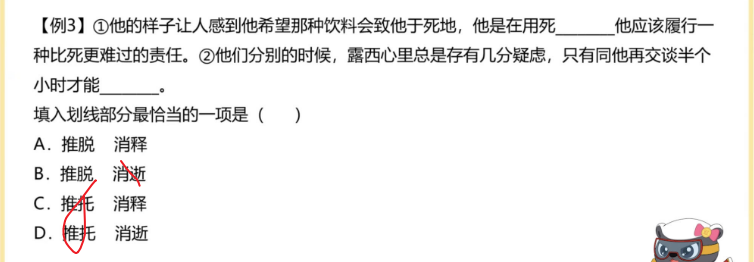 【例3】①他的样子让人感到他希望那种饮料会致他于死地，他是在用死______他应该履行一
种比死更难过的责任。②他们分别的时候，露西心里总是存有几分疑虑，只有同他再交谈半个
小时才能______。
填入划线部分最恰当的一项是（　　）
A．推脱　消释
B．推脱　消逝
C．推托　消释
D．推托　消逝